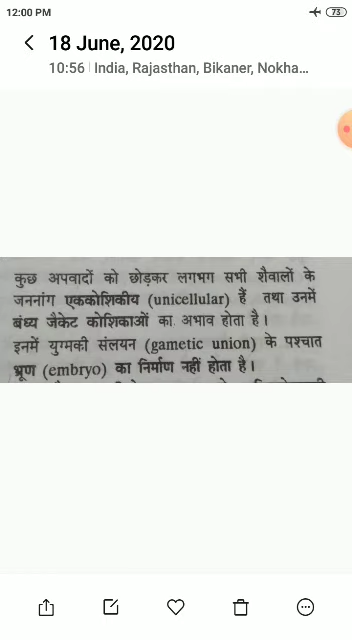 12:00 PM
73
18 June, 2020
10:56 India, Rajasthan, Bikaner, Nokha...
कुछ अपवादों को छोड़कर लगभग सभी शैवालों के
जननांग एककोशिकीय (unicellular) हैं तथा उनमें
बंध्य जैकेट कोशिकाओं का अभाव होता है।
इनमें युग्मकी संलयन (gametic union) के पश्चात
भ्रूण (embryo) का निर्माण नहीं होता है।